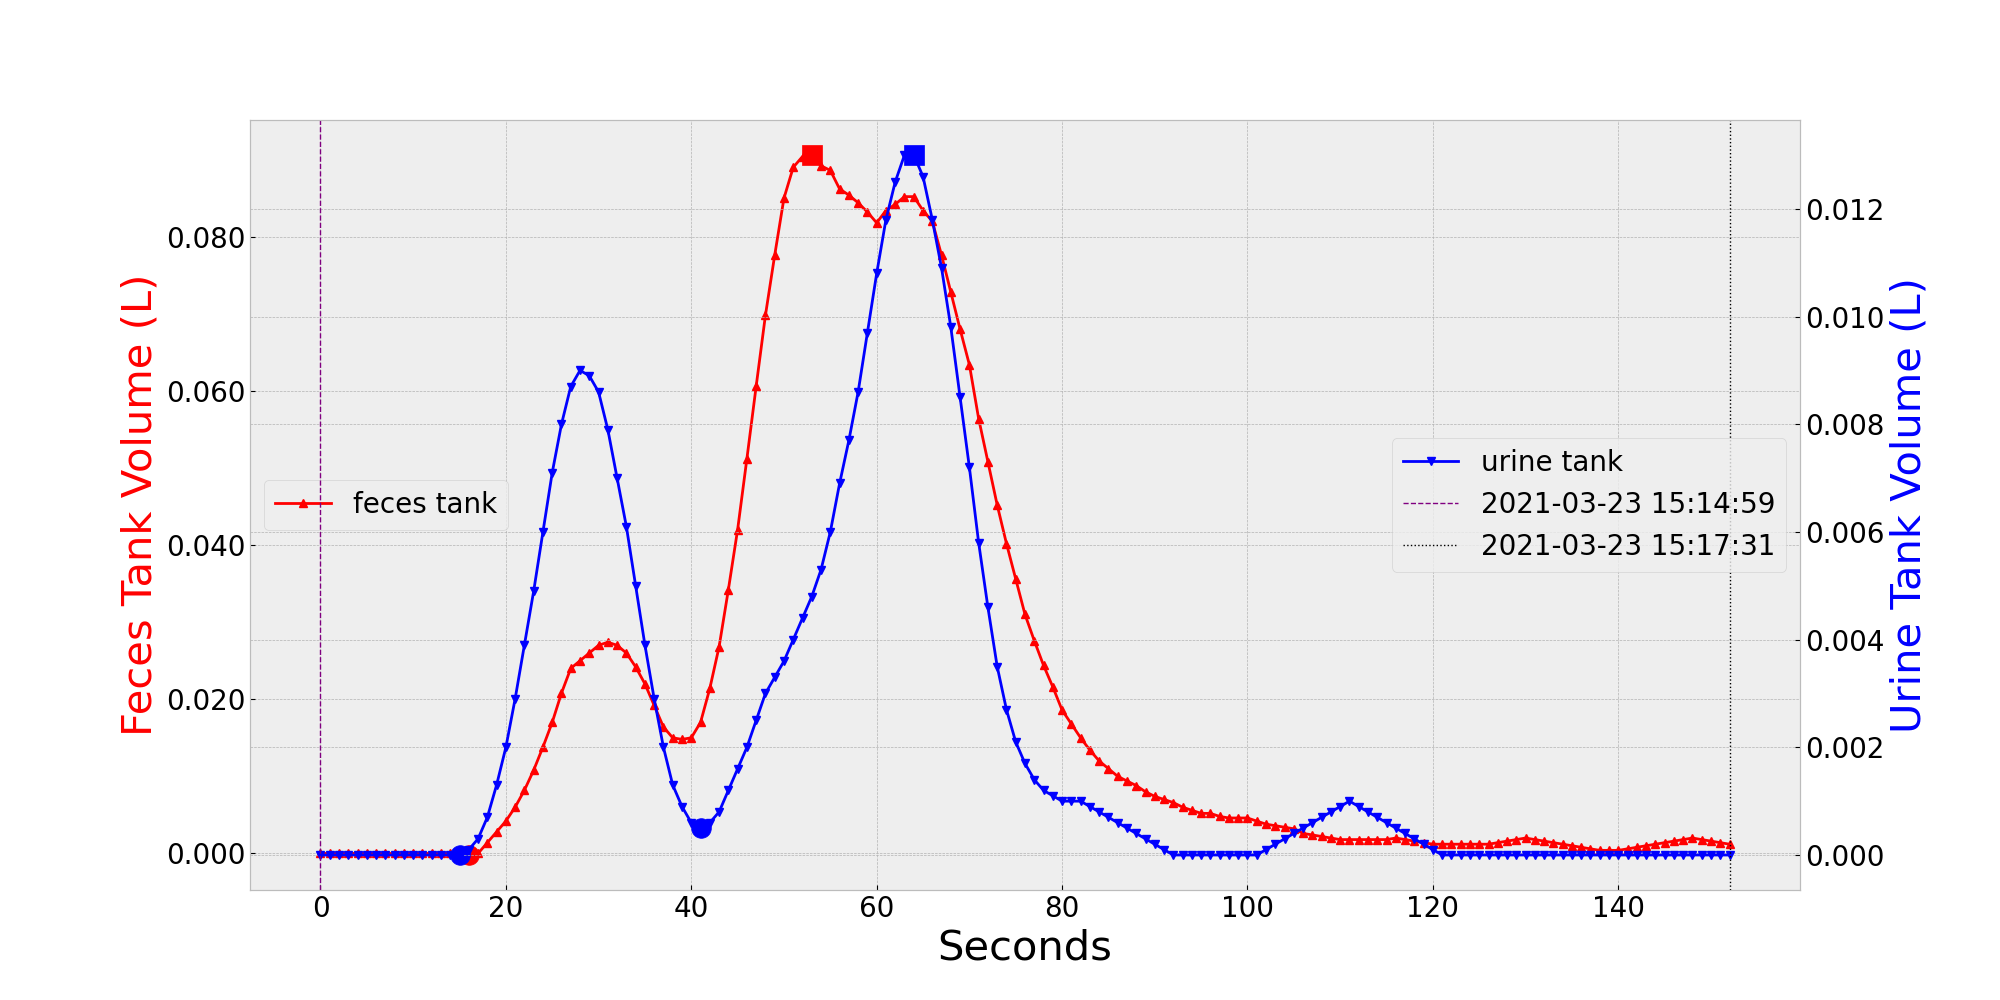 Feces Tank Volume (L)
0.080
0.060
0.040
0.020
0.000
feces tank
0.012
0.010
0.008
0.006
0.004
0.002
0.000
Urine Tank Volume (L)
urine tank
2021-03-23 15:14:59
2021-03-23 15:17:31
0 20 40 60 80 100 120 140
Seconds